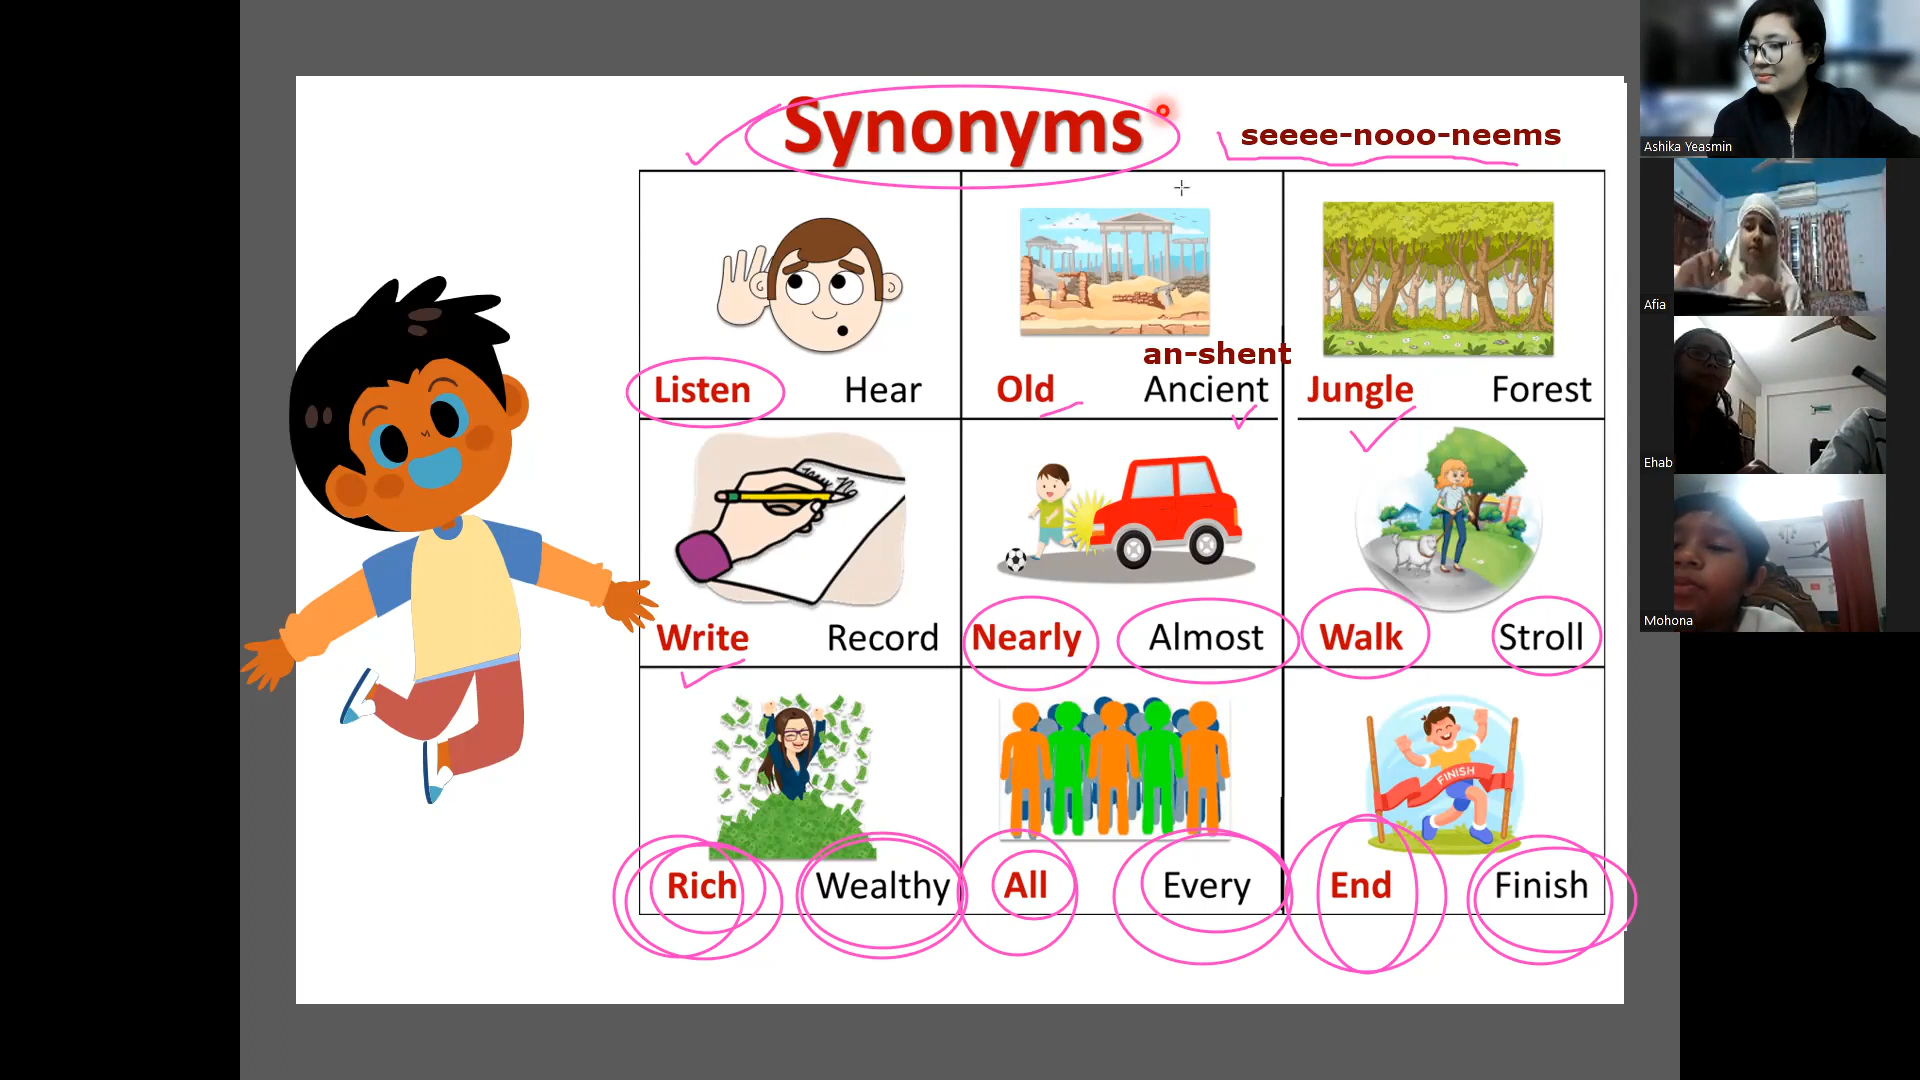 Synonyms
seeee-nooo-neems
Ashika Yeasmin
Afia
an-shent
Listen Hear Old Ancient Jungle Forest
Ehab
Mohona
Write Record Nearly Almost Walk Stroll
FINISH
Rich Wealthy All Every End Finish